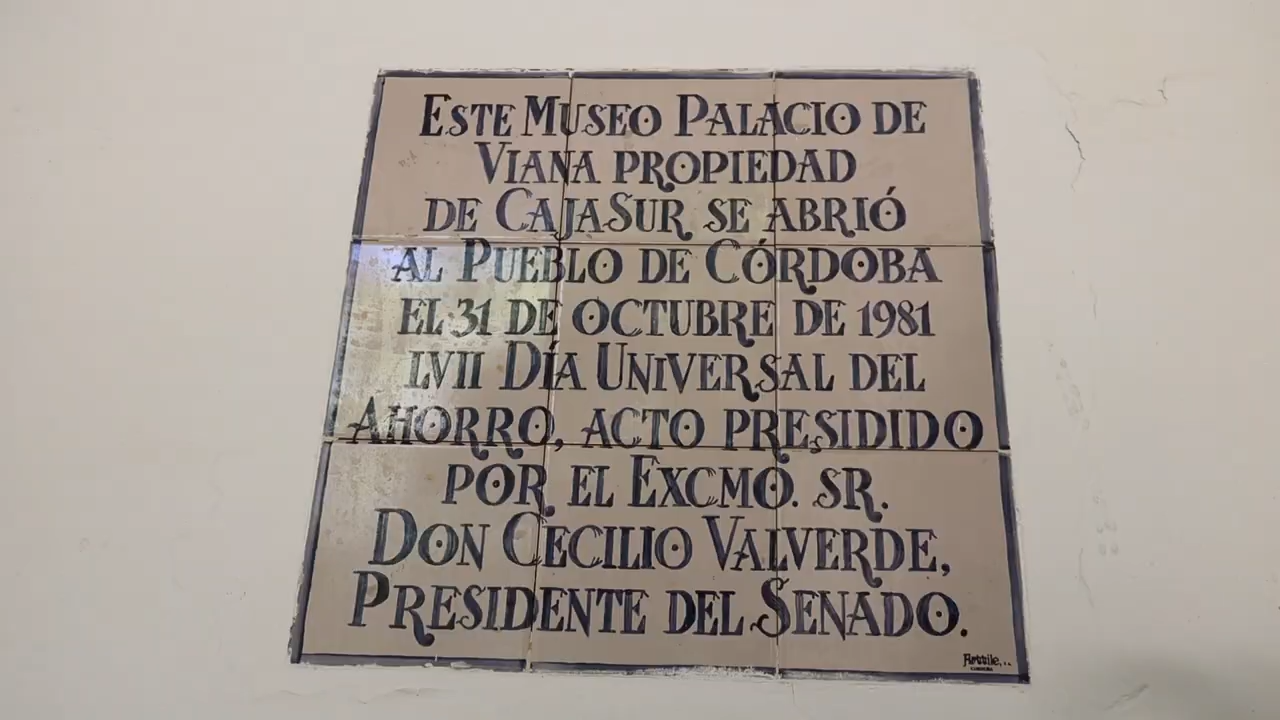 Este Museo Palacio de
Viana propiedad
de CajaSur se abrió
al Pueblo de Córdoba
el 31 de octubre de 1981
LVII Día Universal del
Ahorro, acto presidido
por el Excmo. Sr.
Don Cecilio Valverde,
Presidente del Senado.